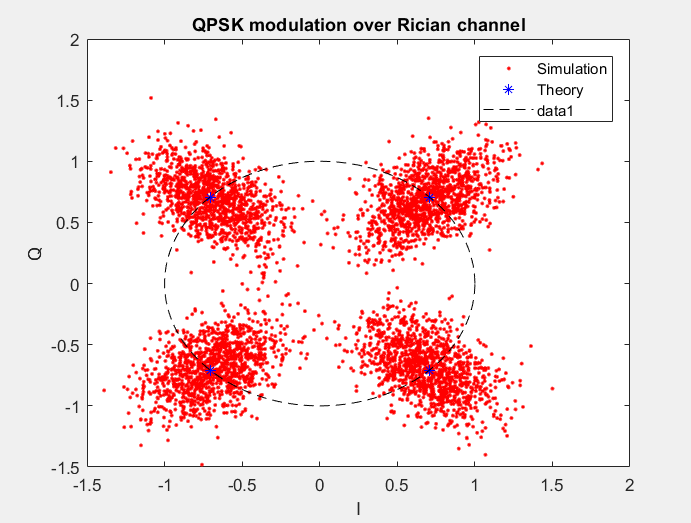 QPSK modulation over Rician channel
Simulation
Theory
data1
2
1.5
1
0.5
0
-0.5
-1
-1.5
Q
-1.5 -1 -0.5 0 0.5 1 1.5 2
I